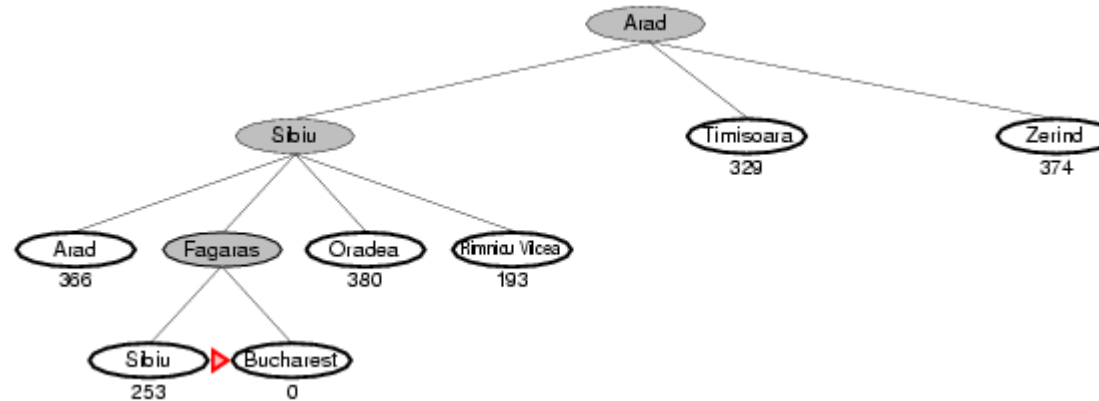 Arad
Sibiu
Timisoara
Zerind
329
374
Arad
Fagaras
Oradea
Rimnicu Vilcea
366
380
193
Sibiu
Bucharest
253
0